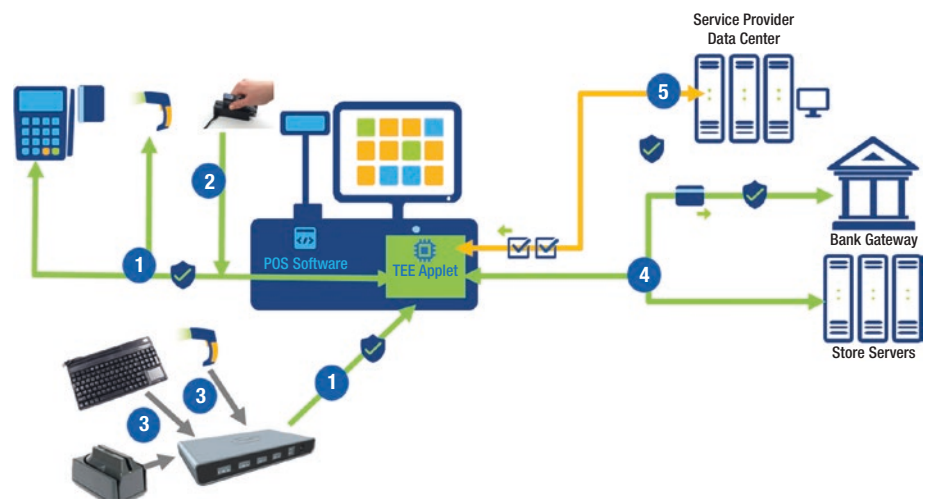 Service Provider
Data Center
5
2
Bank Gateway
</>
POS Software
TEE Applet
1
4
Store Servers
1
3
3